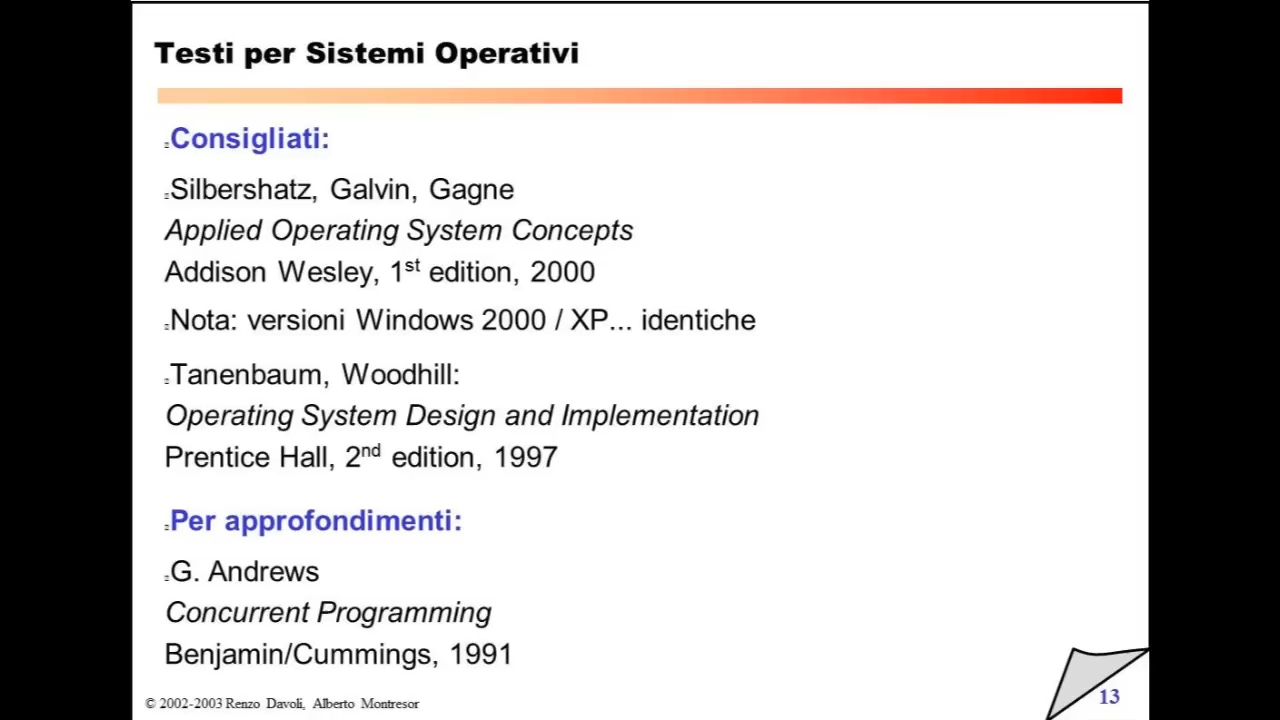 Testi per Sistemi Operativi
Consigliati:
Silbershatz, Galvin, Gagne
Applied Operating System Concepts
Addison Wesley, 1st edition, 2000
Nota: versioni Windows 2000 / XP... identiche
Tanenbaum, Woodhill:
Operating System Design and Implementation
Prentice Hall, 2nd edition, 1997
Per approfondimenti:
G. Andrews
Concurrent Programming
Benjamin/Cummings, 1991
© 2002-2003 Renzo Davoli, Alberto Montresor
13